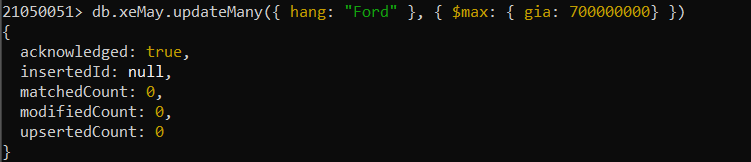 21050051> db.xeMay.updateMany({ hang: "Ford" }, { $max: { gia: 700000000} })
{
  acknowledged: true,
  insertedId: null,
  matchedCount: 0,
  modifiedCount: 0,
  upsertedCount: 0
}